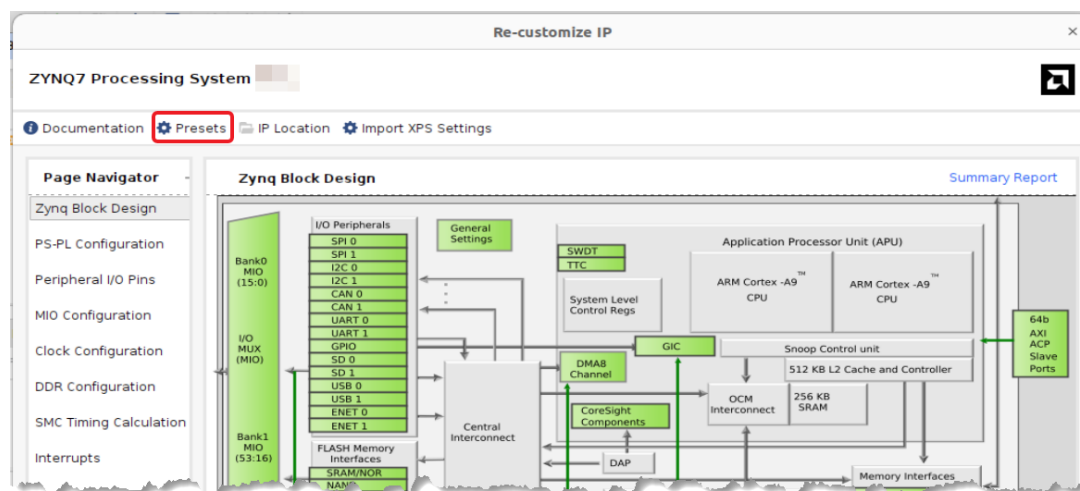 Re-customize IP
×
ZYNQ7 Processing System
Documentation Presets IP Location Import XPS Settings
Page Navigator
Zynq Block Design
PS-PL Configuration
Peripheral I/O Pins
MIO Configuration
Clock Configuration
DDR Configuration
SMC Timing Calculation
Interrupts
Zynq Block Design
Summary Report
Bank0
MIO
(15:0)
I/O
MUX
(MIO)
Bank1
MIO
(53:16)
I/O Peripherals
SPI 0
SPI 1
I2C 0
I2C 1
CAN 0
CAN 1
UART 0
UART 1
GPIO
SD 0
SD 1
USB 0
USB 1
ENET 0
ENET 1
FLASH Memory
Interfaces
SRAM/NOR
General
Settings
Central
Interconnect
Application Processor Unit (APU)
SWDT
TTC
System Level
Control Regs
ARM Cortex -A9™
CPU
ARM Cortex -A9™
CPU
GIC
Snoop Control unit
DMA8
Channel
512 KB L2 Cache and Controller
OCM
Interconnect
256 KB
SRAM
CoreSight
Components
DAP
Memory Interfaces
64b
AXI
ACP
Slave
Ports